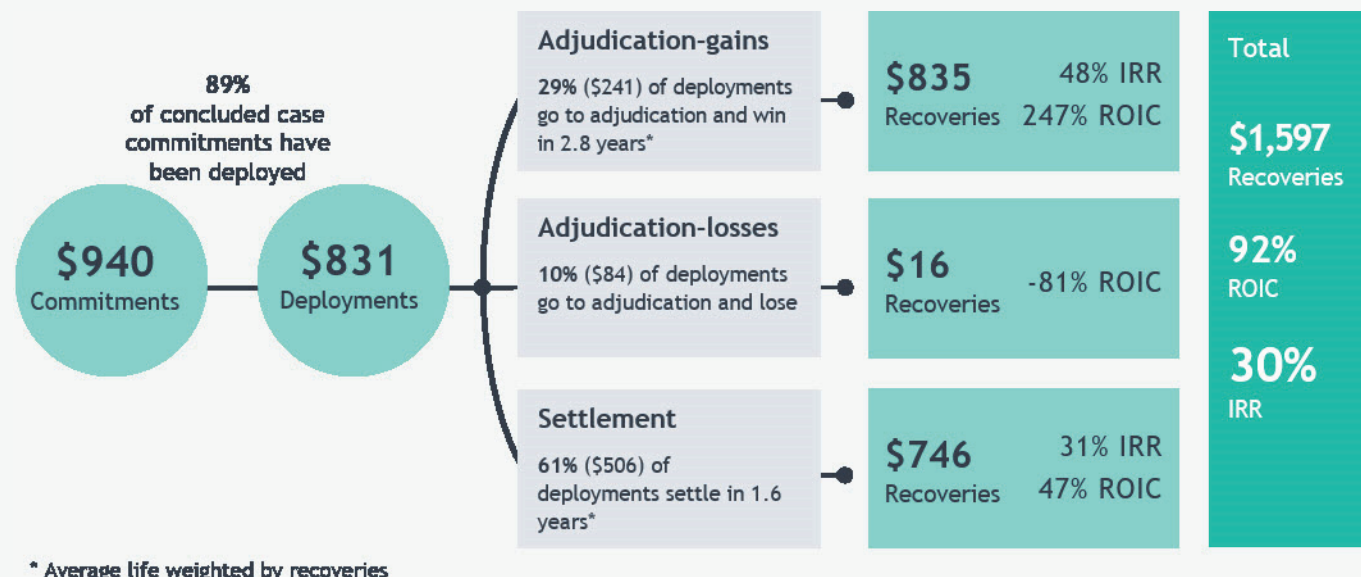 89%
of concluded case
commitments have
been deployed
$940
Commitments
$831
Deployments
Adjudication-gains
29% ($241) of deployments
go to adjudication and win
in 2.8 years*
$835
Recoveries
48% IRR
247% ROIC
Adjudication-losses
10% ($84) of deployments
go to adjudication and lose
$16
Recoveries
-81% ROIC
Settlement
61% ($506) of
deployments settle in 1.6
years*
$746
Recoveries
31% IRR
47% ROIC
Total
$1,597
Recoveries
92%
ROIC
30%
IRR
* Average life weighted by recoveries